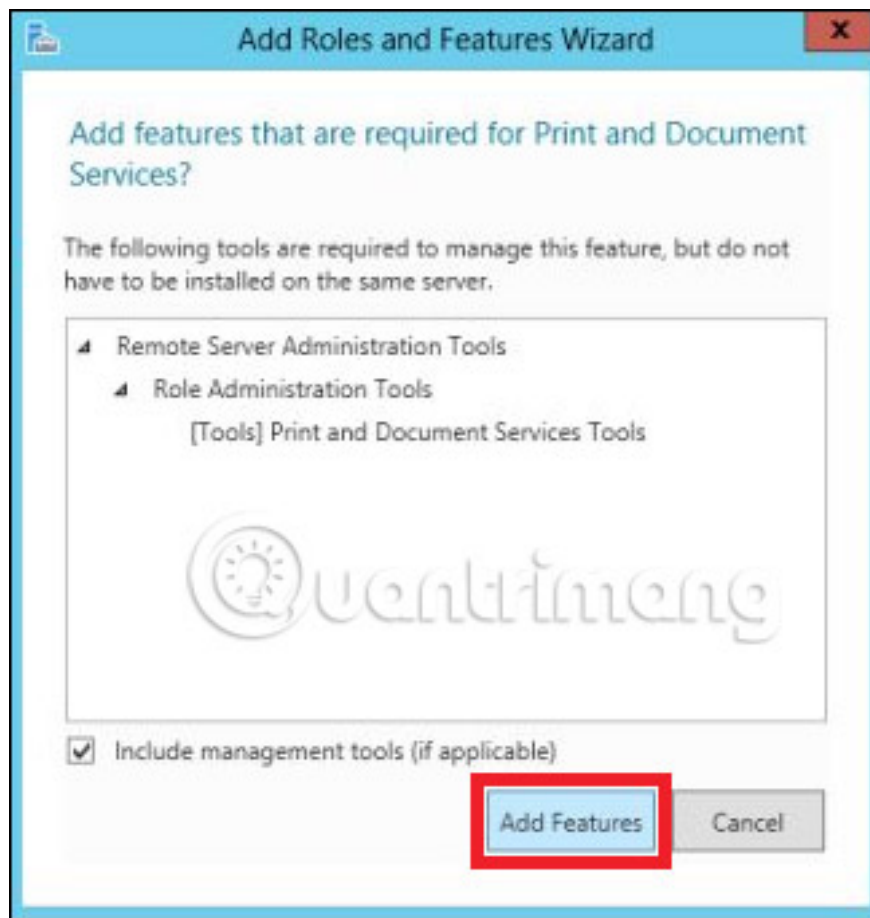 Add Roles and Features Wizard
x
Add features that are required for Print and Document
Services?
The following tools are required to manage this feature, but do not
have to be installed on the same server.
Remote Server Administration Tools
Role Administration Tools
[Tools] Print and Document Services Tools
Quantrimang
Include management tools (if applicable)
Add Features
Cancel